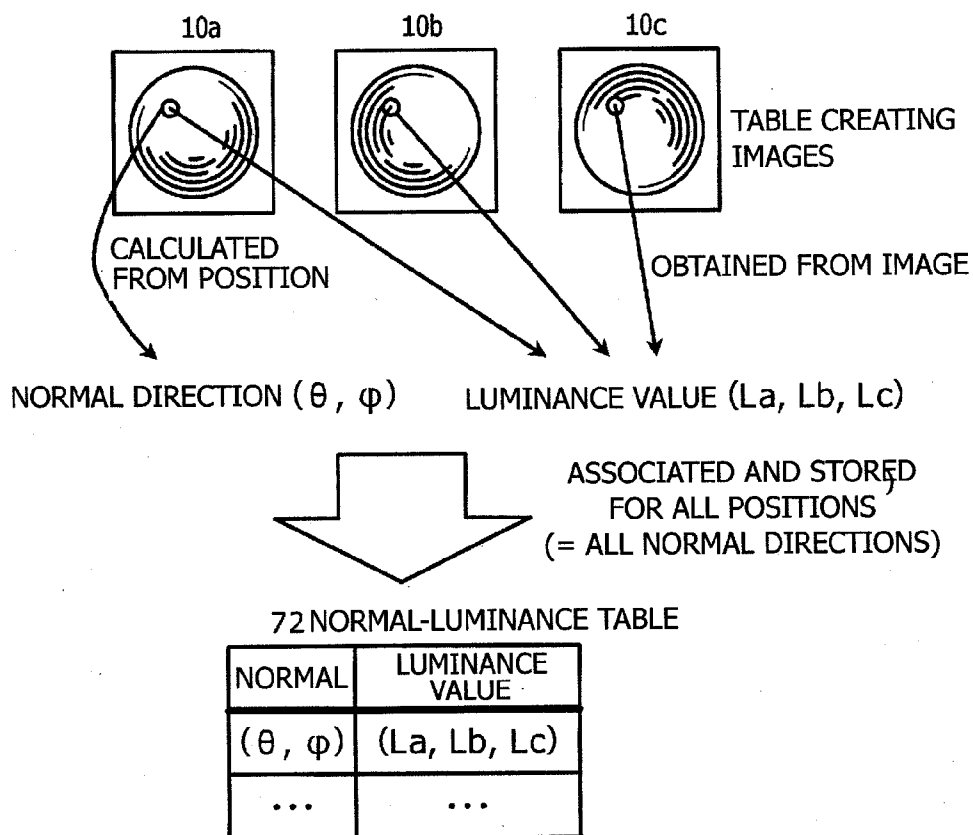 10a
10b
10c
TABLE CREATING
IMAGES
CALCULATED
FROM POSITION
OBTAINED FROM IMAGE
NORMAL DIRECTION (θ, φ)
LUMINANCE VALUE (La, Lb, Lc)
ASSOCIATED AND STORED
FOR ALL POSITIONS
(= ALL NORMAL DIRECTIONS)
72 NORMAL-LUMINANCE TABLE
NORMAL
LUMINANCE
VALUE
(θ, φ)
(La, Lb, Lc)
...
...